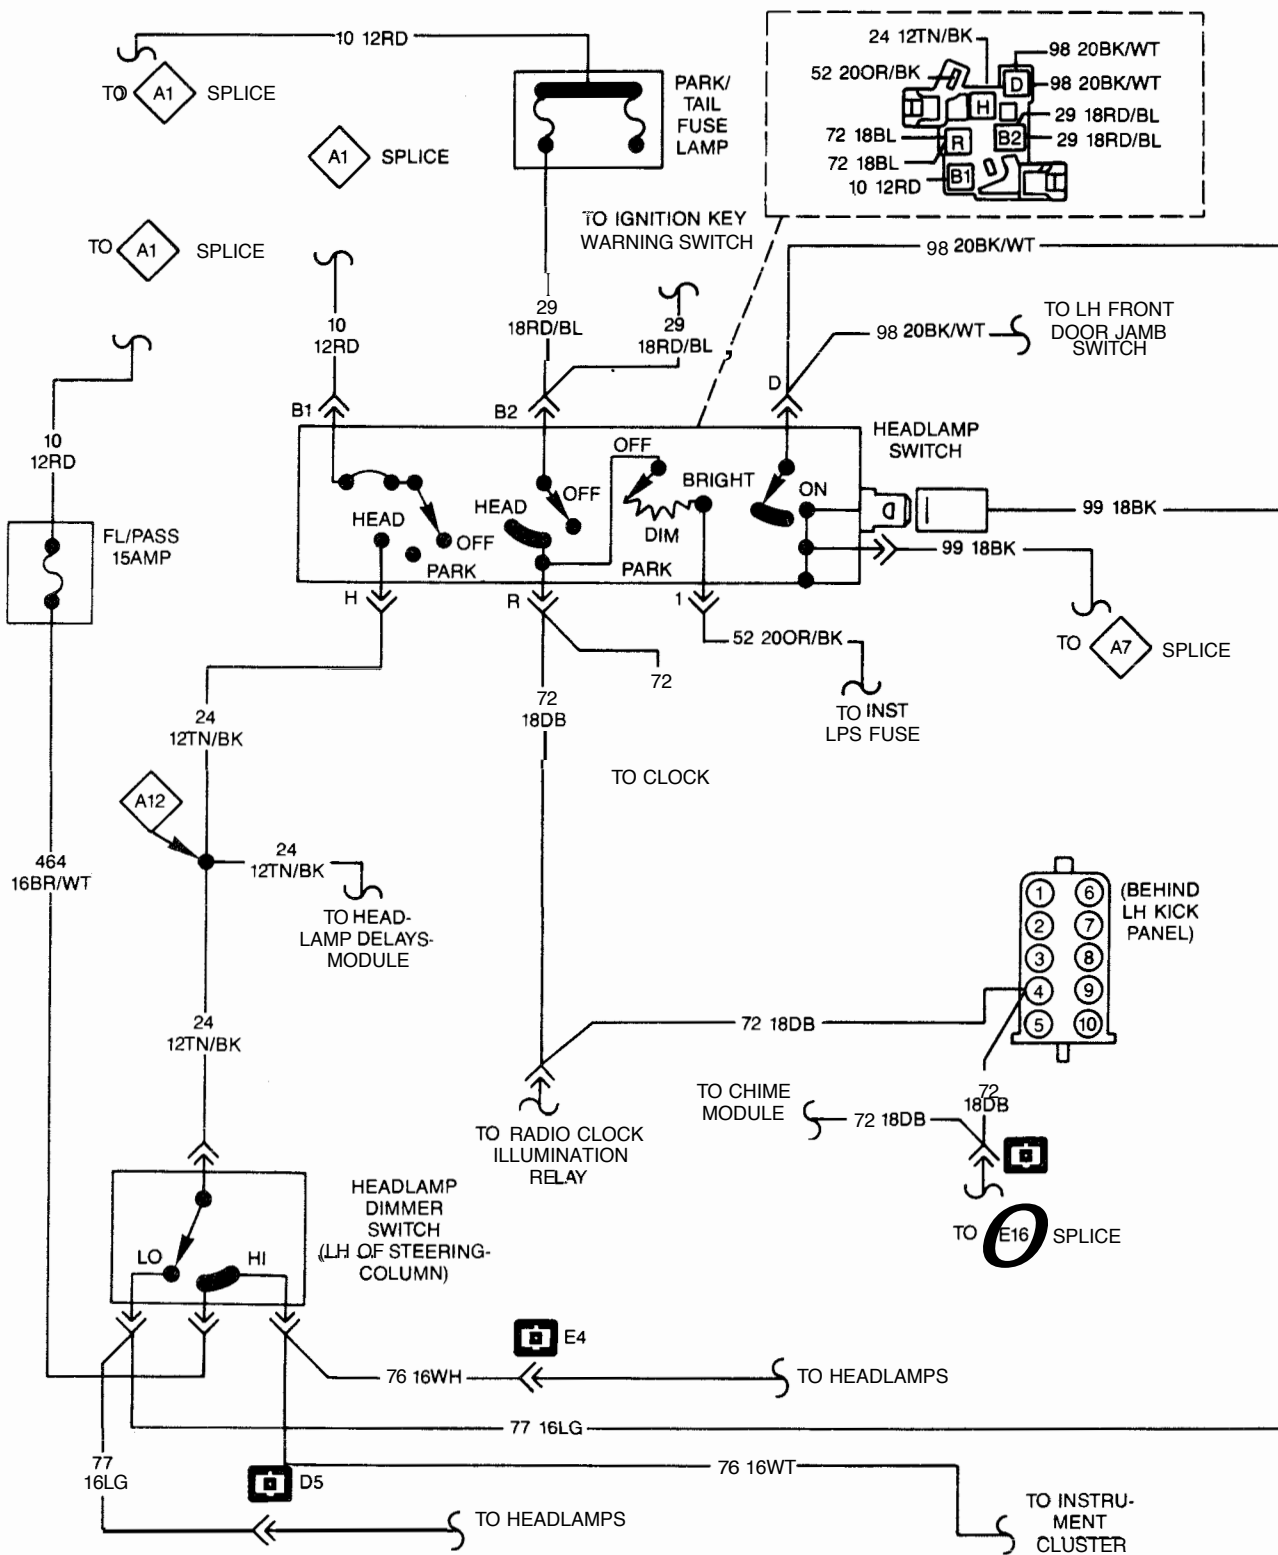 10 12RD
TO A1 SPLICE
A1 SPLICE
TO A1 SPLICE
PARK/
TAIL
FUSE
LAMP
24 12TN/BK
52 20OR/BK
72 18BL
72 18BL
10 12RD
98 20BK/WT
98 20BK/WT
29 18RD/BL
29 18RD/BL
D
H
R
B2
B1
TO IGNITION KEY
WARNING SWITCH
98 20BK/WT
10
12RD
29
18RD/BL
29
18RD/BL
98 20BK/WT
TO LH FRONT
DOOR JAMB
SWITCH
B1
B2
D
HEADLAMP
SWITCH
10
12RD
FL/PASS
15AMP
HEAD
OFF
PARK
HEAD
OFF
PARK
OFF
DIM
BRIGHT
ON
D
99 18BK
99 18BK
H
R
1
52 20OR/BK
TO A7 SPLICE
72
72
18DB
TO INST
LPS FUSE
24
12TN/BK
TO CLOCK
A12
24
12TN/BK
TO HEAD-
LAMP DELAYS-
MODULE
464
16BR/WT
1 6
2 7
3 8
4 9
5 10
(BEHIND
LH KICK
PANEL)
24
12TN/BK
72 18DB
TO CHIME
MODULE
72 18DB
72
18DB
TO RADIO CLOCK
ILLUMINATION
RELAY
TO E16 SPLICE
HEADLAMP
DIMMER
SWITCH
(LH OF STEERING-
COLUMN)
LO
HI
E4
76 16WH
TO HEADLAMPS
77 16LG
77
16LG
D5
76 16WT
TO HEADLAMPS
TO INSTRU-
MENT
CLUSTER